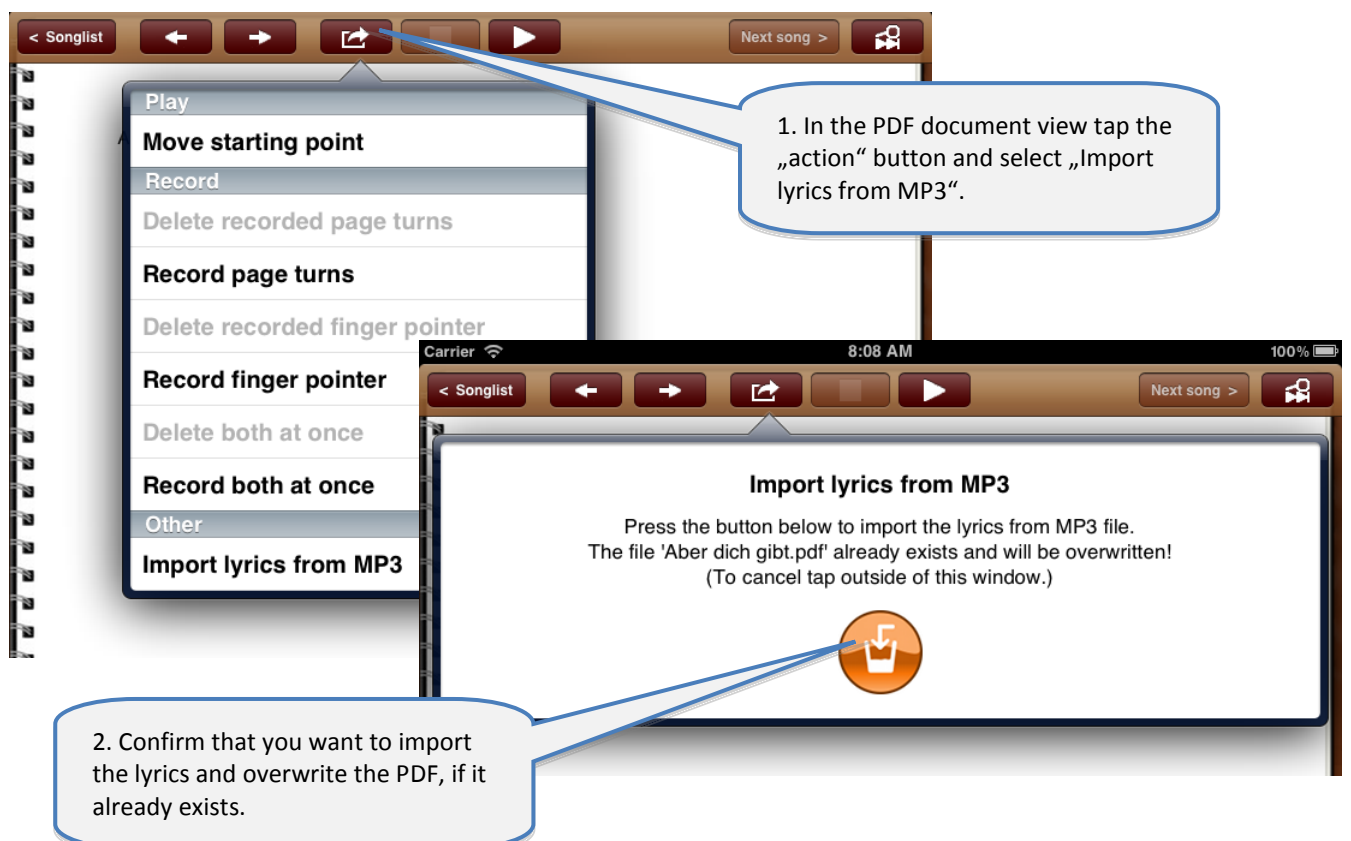 < Songlist
Next song >
Play
Move starting point
Record
Delete recorded page turns
Record page turns
Delete recorded finger pointer
Record finger pointer
Delete both at once
Record both at once
Other
Import lyrics from MP3
1. In the PDF document view tap the
„action“ button and select „Import
lyrics from MP3“.
Carrier
8:08 AM
100%
< Songlist
Next song >
Import lyrics from MP3
Press the button below to import the lyrics from MP3 file.
The file 'Aber dich gibt.pdf' already exists and will be overwritten!
(To cancel tap outside of this window.)
2. Confirm that you want to import
the lyrics and overwrite the PDF, if it
already exists.